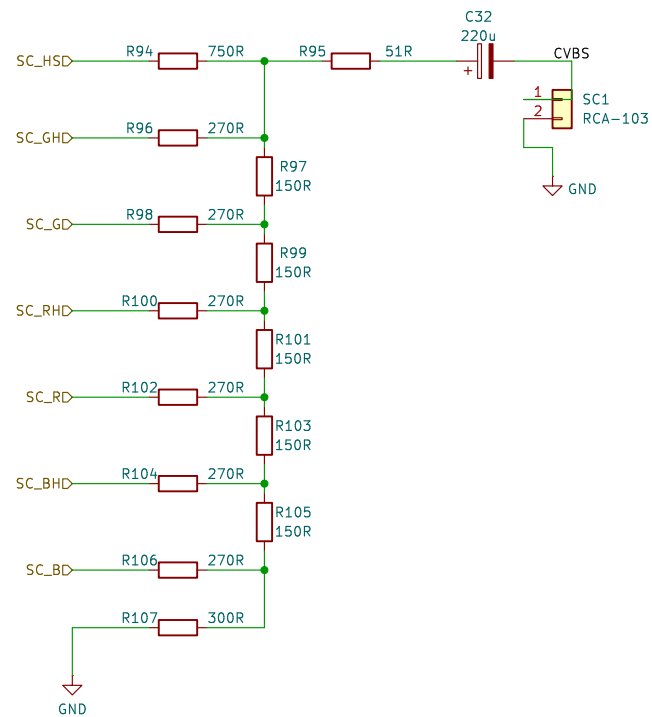 C32
220u
+
SC_HS
R94
750R
R95
51R
CVBS
1
2
SC1
RCA-103
GND
SC_GH
R96
270R
R97
150R
SC_G
R98
270R
R99
150R
SC_RH
R100
270R
R101
150R
SC_R
R102
270R
R103
150R
SC_BH
R104
270R
R105
150R
SC_B
R106
270R
R107
300R
GND